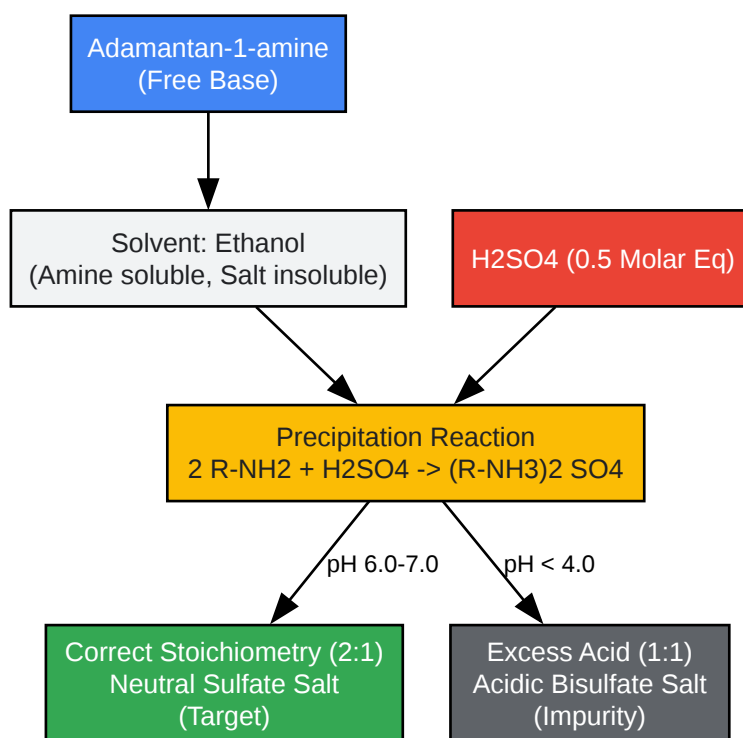 Adamantan-1-amine
(Free Base)
Solvent: Ethanol
(Amine soluble, Salt insoluble)
H2SO4 (0.5 Molar Eq)
Precipitation Reaction
2 R-NH2 + H2SO4 -> (R-NH3)2 SO4
pH 6.0-7.0
pH < 4.0
Correct Stoichiometry (2:1)
Neutral Sulfate Salt
(Target)
Excess Acid (1:1)
Acidic Bisulfate Salt
(Impurity)